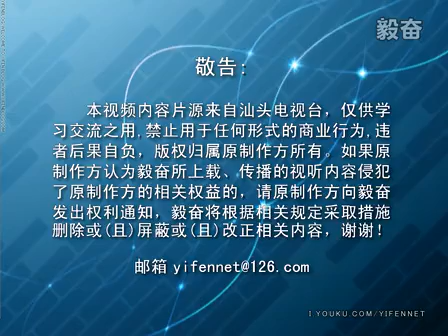 毅奋
敬告:
本视频内容片源来自汕头电视台，仅供学
习交流之用,禁止用于任何形式的商业行为,违
者后果自负，版权归属原制作方所有。如果原
制作方认为毅奋所上载、传播的视听内容侵犯
了原制作方的相关权益的，请原制作方向毅奋
发出权利通知，毅奋将根据相关规定采取措施
删除或(且)屏蔽或(且)改正相关内容，谢谢！
邮箱 yifennet@126.com
I.YOUKU.COM/YIFENNET